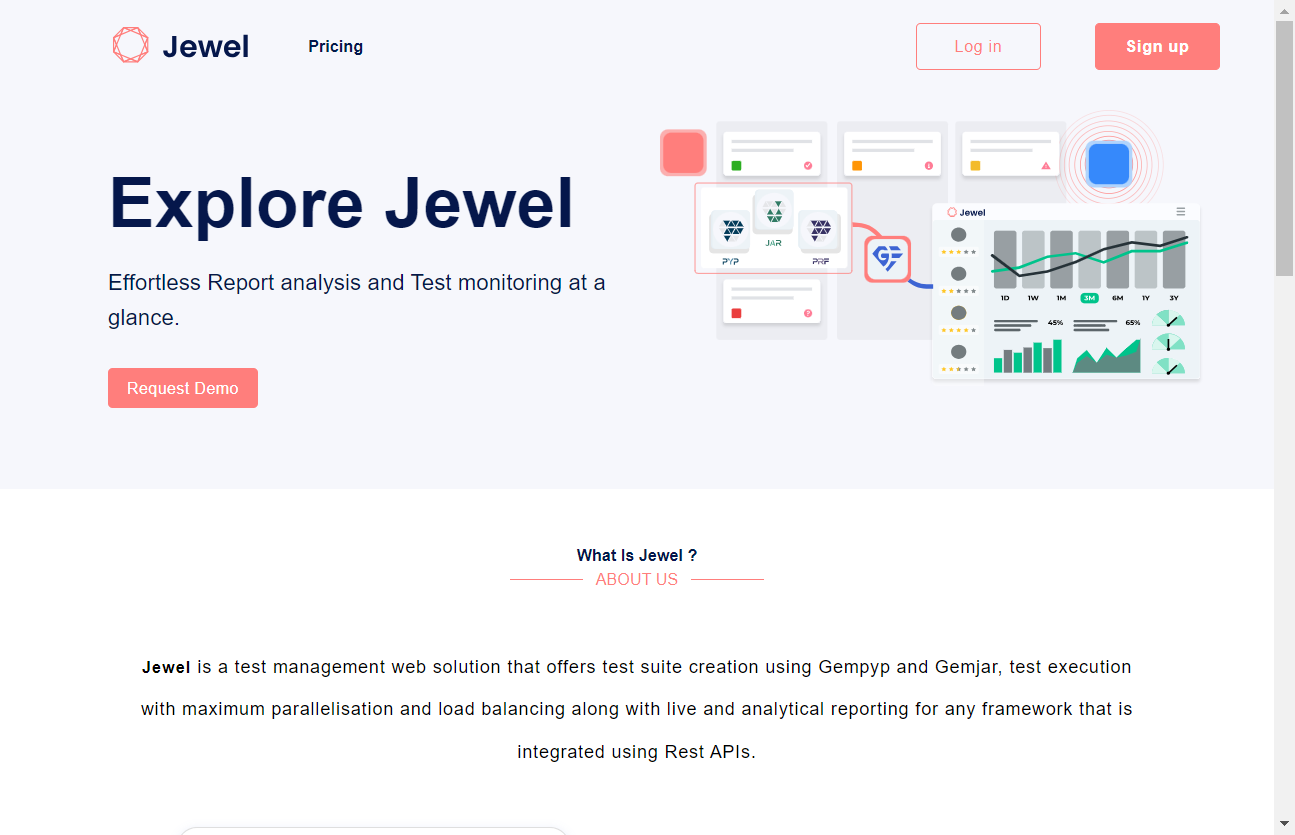 Jewel
Pricing
Log in
Sign up
Explore Jewel
Effortless Report analysis and Test monitoring at a
glance.
Request Demo
PYP
JAR
PRF
GF
Jewel
1D 1W 1M 3M 6M 1Y 3Y
45% 65%
What Is Jewel ?
ABOUT US
Jewel is a test management web solution that offers test suite creation using Gempyp and Gemjar, test execution
with maximum parallelisation and load balancing along with live and analytical reporting for any framework that is
integrated using Rest APIs.